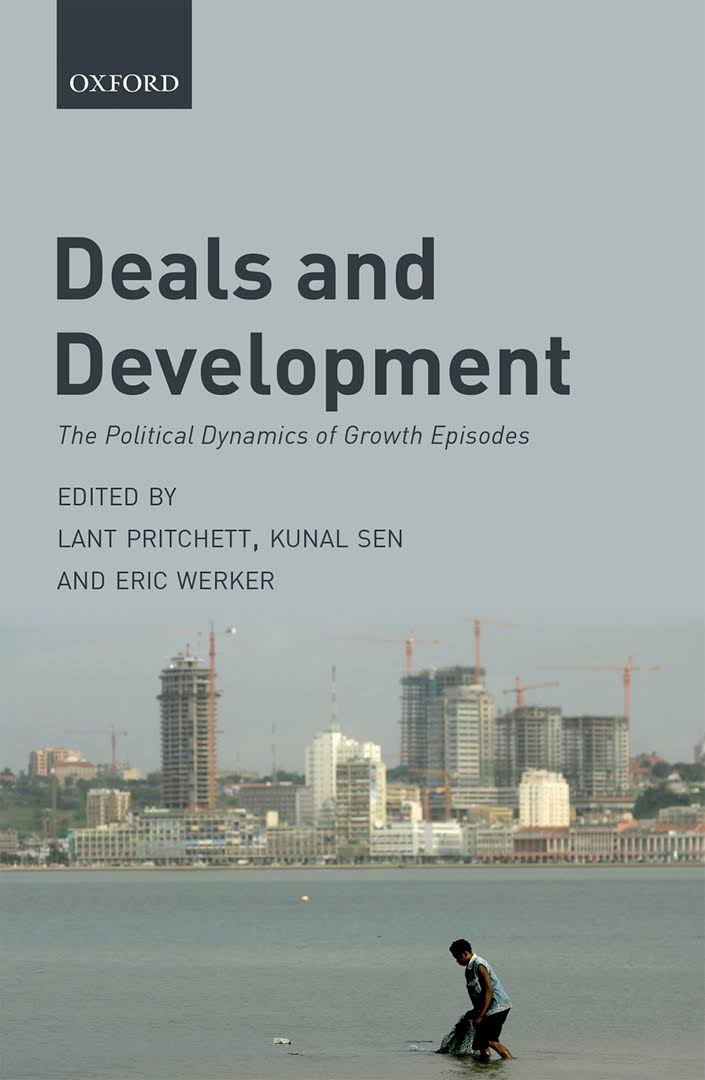 OXFORD
Deals and
Development
The Political Dynamics of Growth Episodes
EDITED BY
LANT PRITCHETT, KUNAL SEN
AND ERIC WERKER